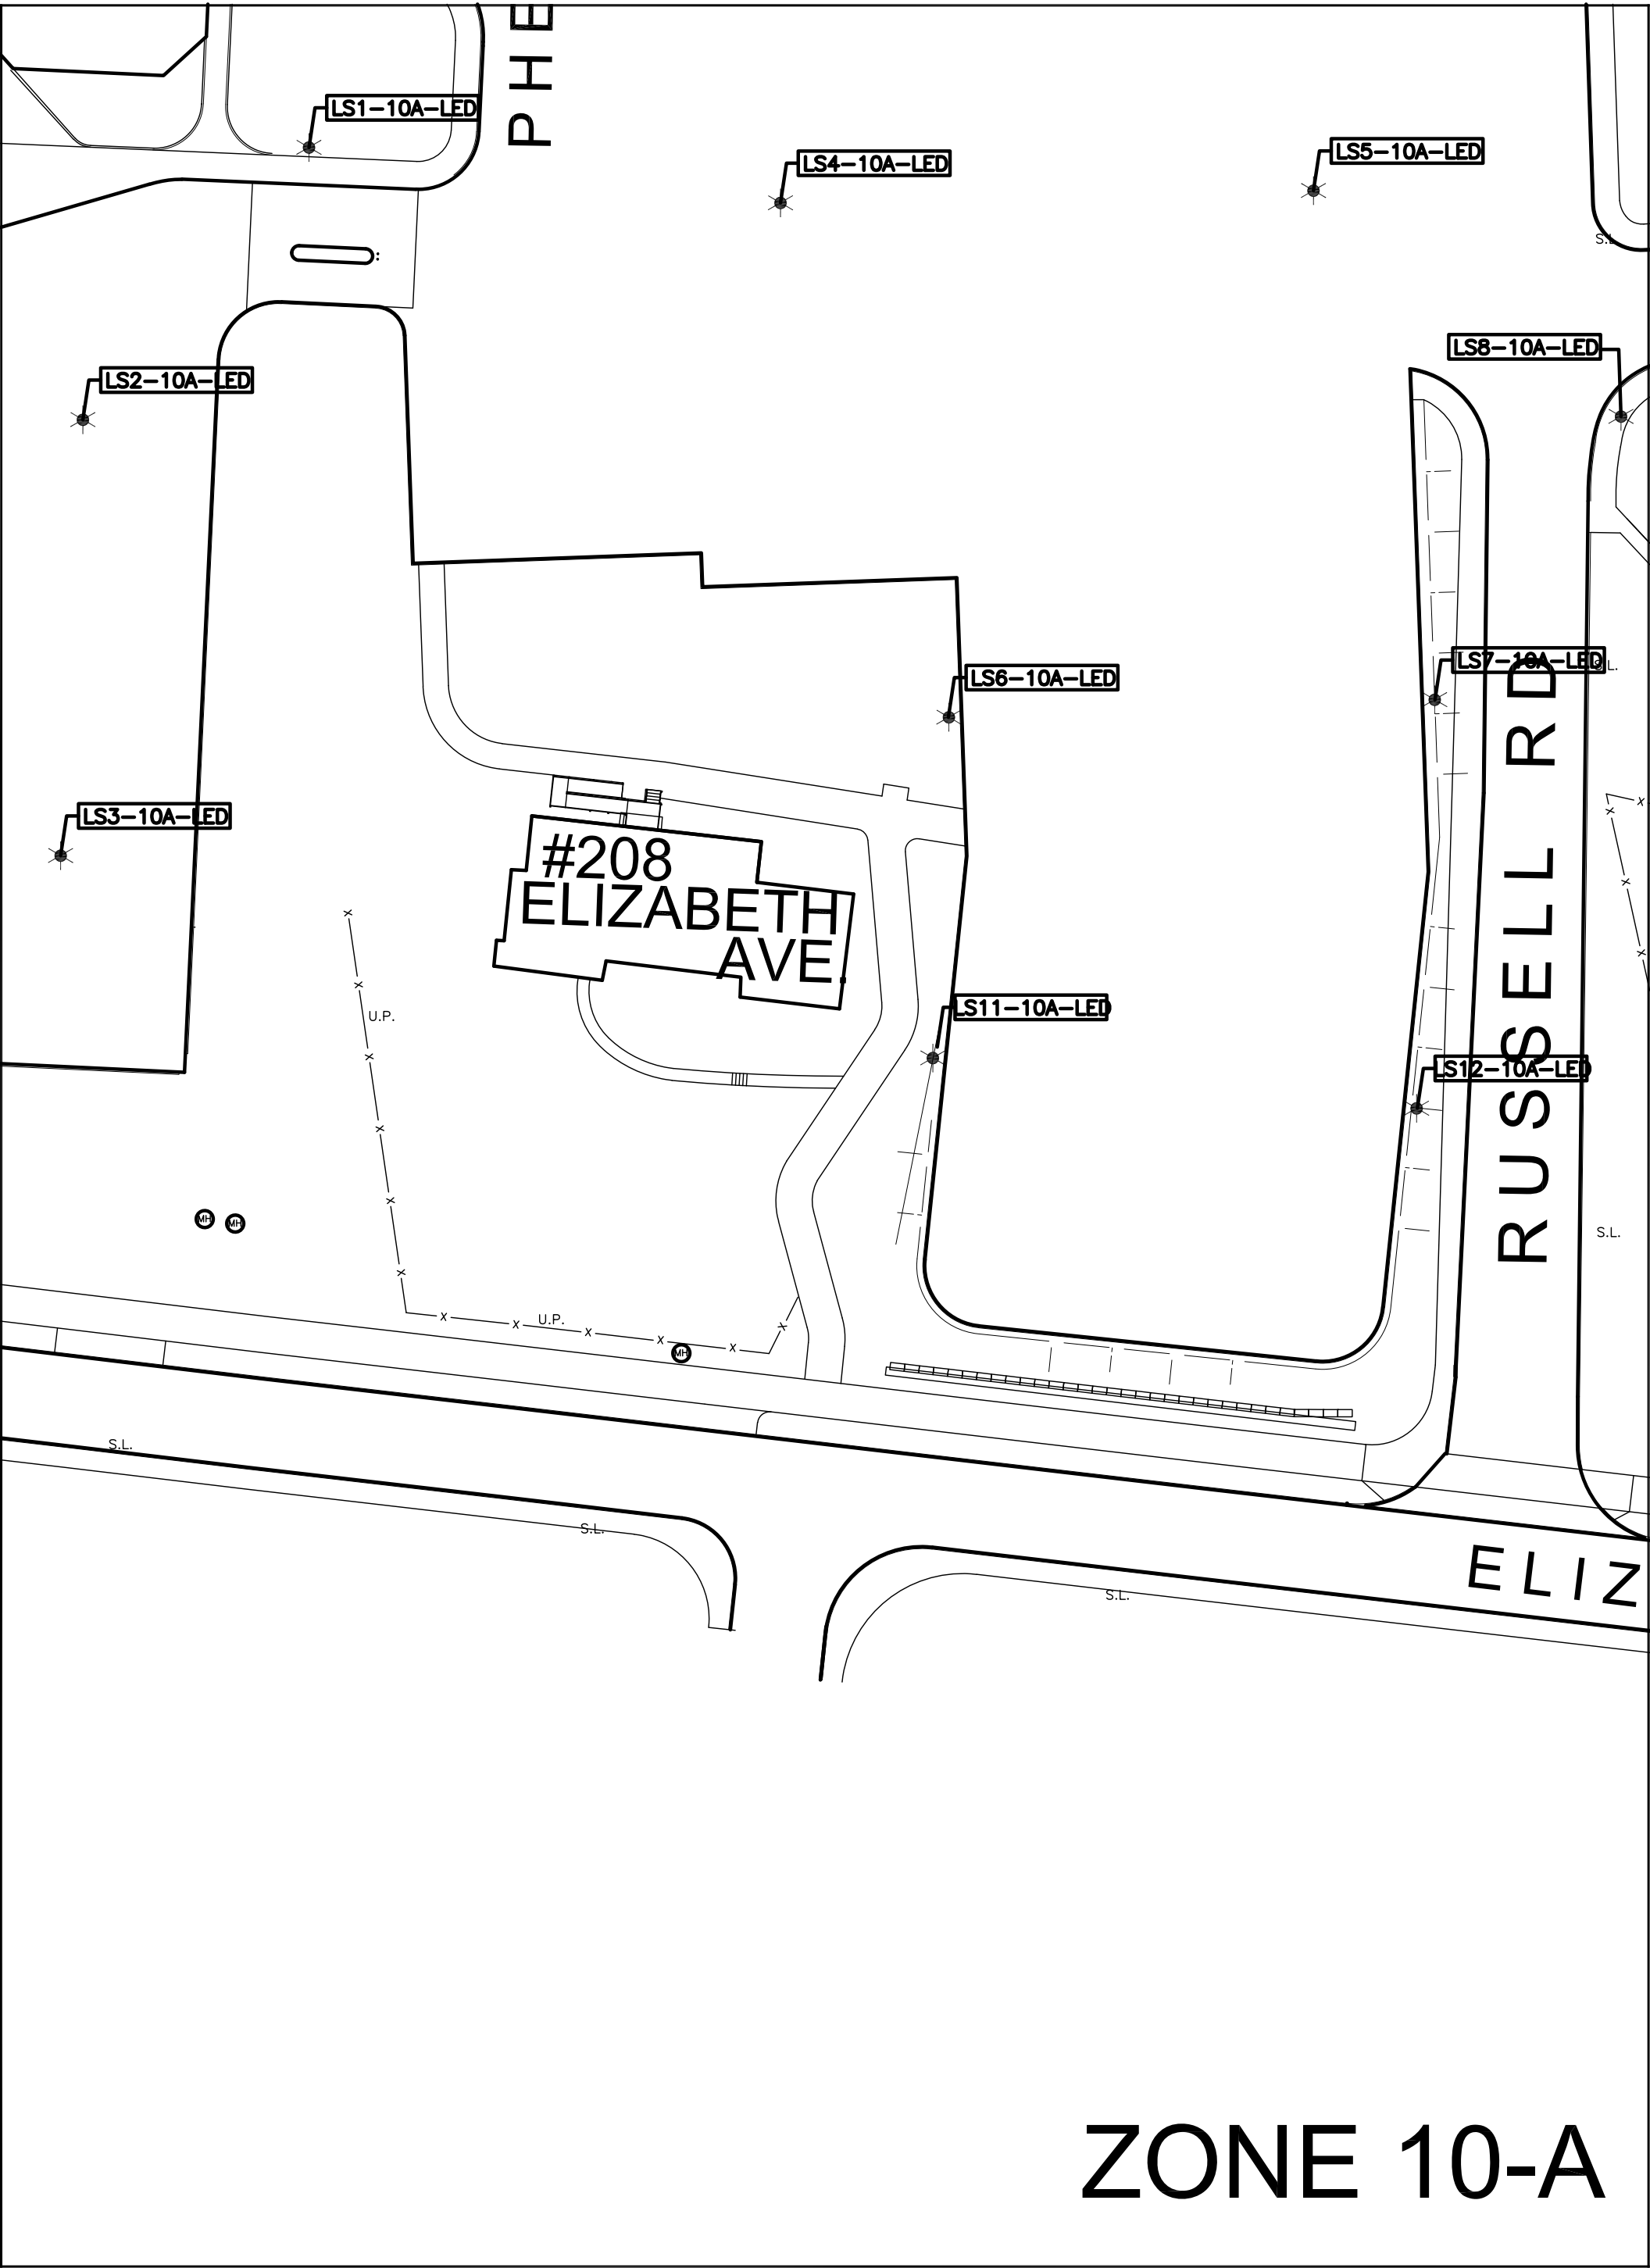 PHE
LS1-10A-LED
LS4-10A-LED
LS5-10A-LED
S.L.
LS8-10A-LED
LS2-10A-LED
LS6-10A-LED
LS7-10A-LED
S.L.
RUSSELL RD
LS3-10A-LED
#208
ELIZABETH
AVE.
U.P.
LS11-10A-LED
LS12-10A-LED
MH
MH
S.L.
U.P.
MH
S.L.
S.L.
S.L.
ELIZ
ZONE 10-A